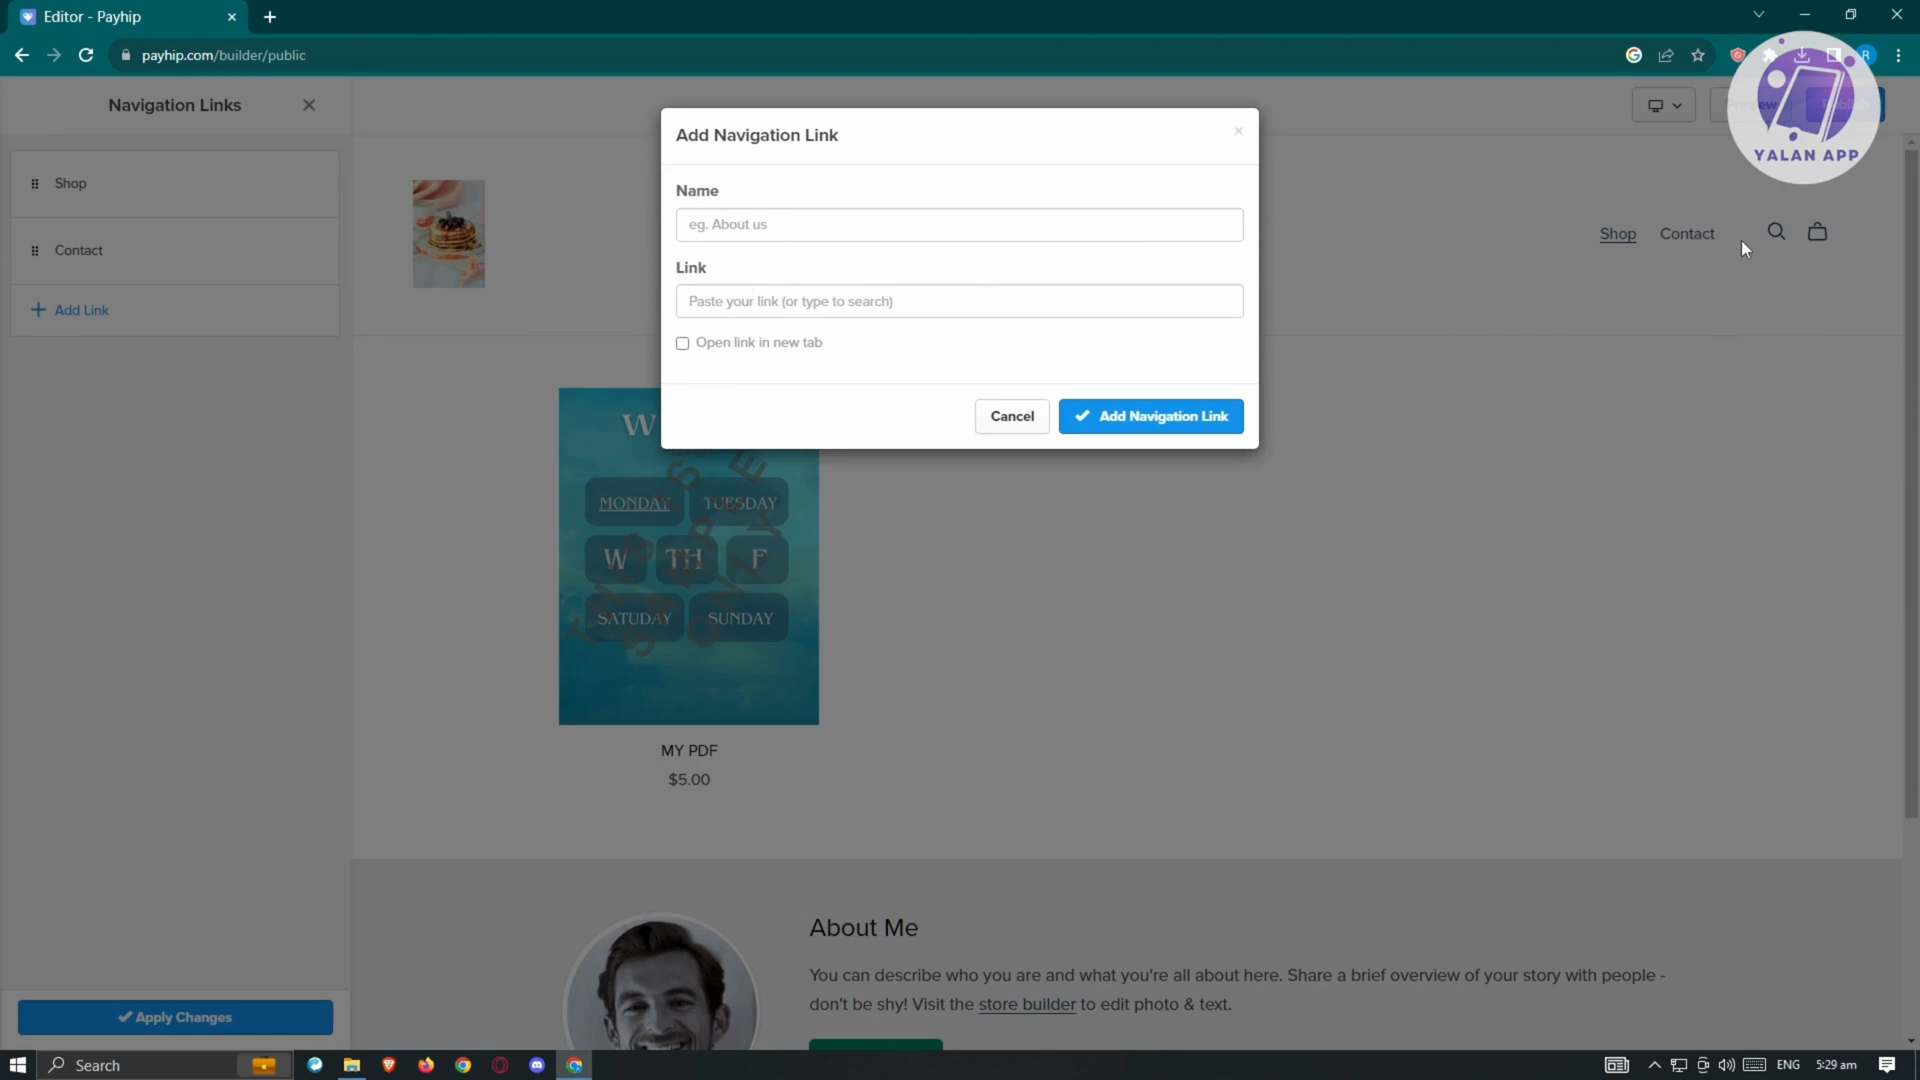 Editor - Payhip
payhip.com/builder/public
YALAN APP
Navigation Links
Shop
Contact
Add Link
Apply Changes
Add Navigation Link
Name
eg. About us
Link
Paste your link (or type to search)
Open link in new tab
Cancel
Add Navigation Link
Shop
Contact
W
MONDAY
TUESDAY
W
TH
F
SATUDAY
SUNDAY
MY PDF
$5.00
About Me
You can describe who you are and what you're all about here. Share a brief overview of your story with people -
don't be shy! Visit the store builder to edit photo & text.
Search
ENG
5:29 am